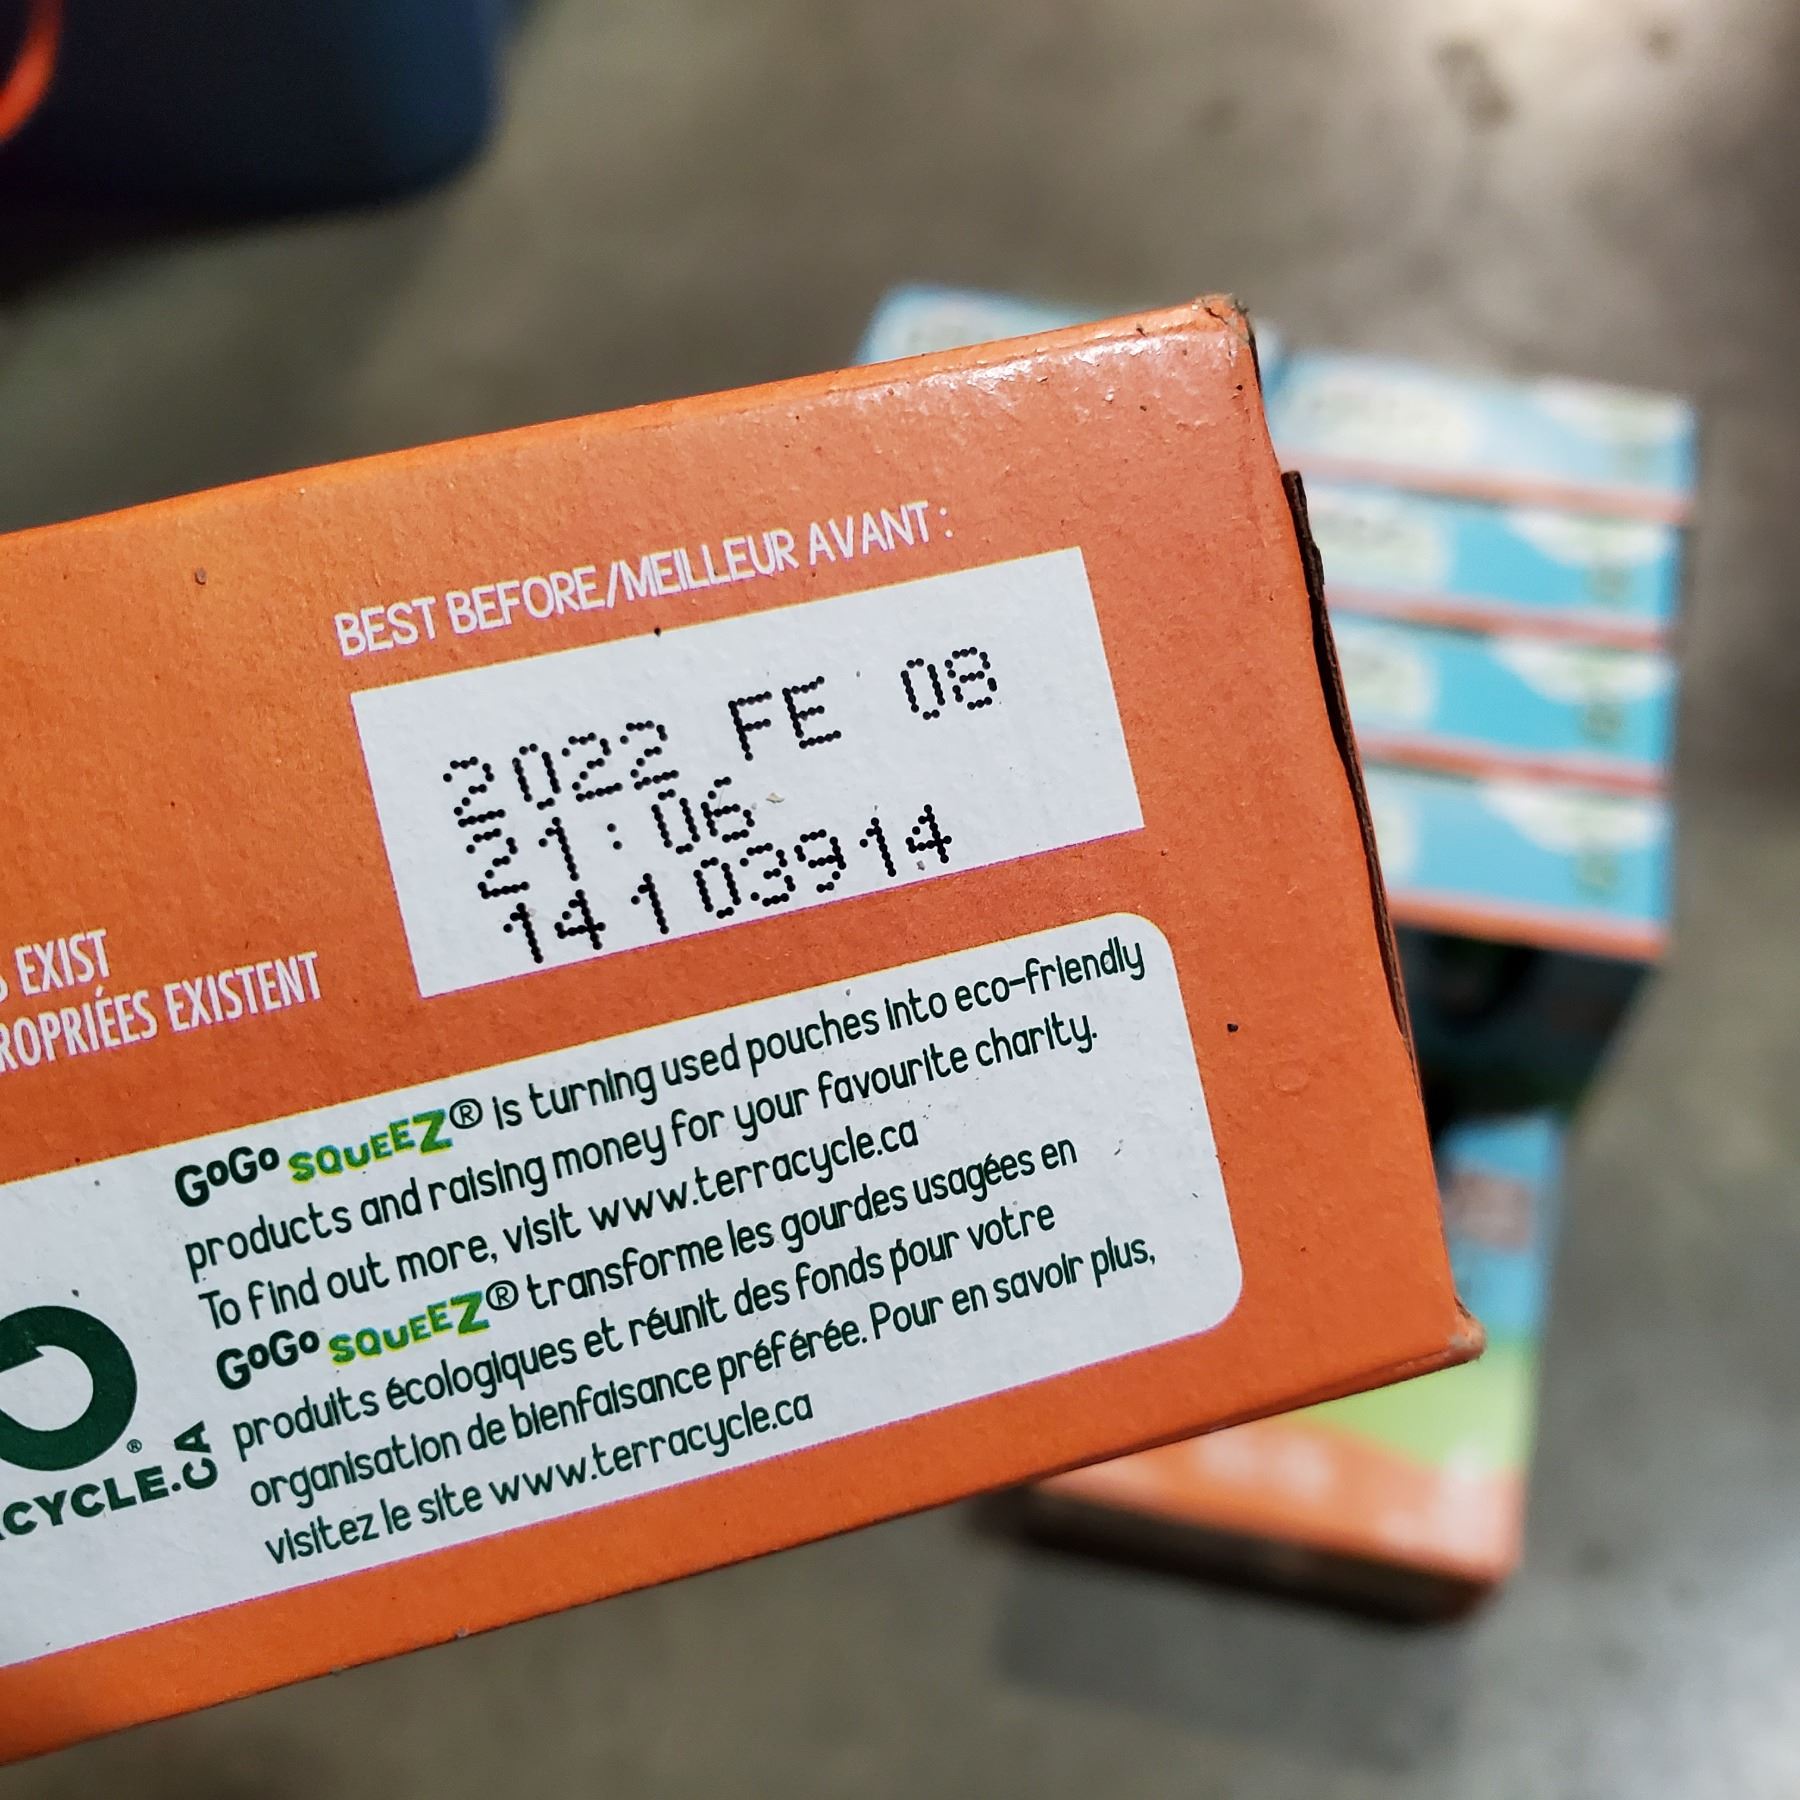 BEST BEFORE/MEILLEUR AVANT:
2022 FE 08
21:06
14103914
EXIST
EXISTENT
GoGo SQUEEZ® is turning used pouches into eco-friendly
products and raising money for your favourite charity.
To find out more, visit www.terracycle.ca
GoGo SQUEEZ® transforme les gourdes usagées en
produits écologiques et réunit des fonds pour votre
organisation de bienfaisance préférée. Pour en savoir plus,
visitez le site www.terracycle.ca
CYCLE.CA
®